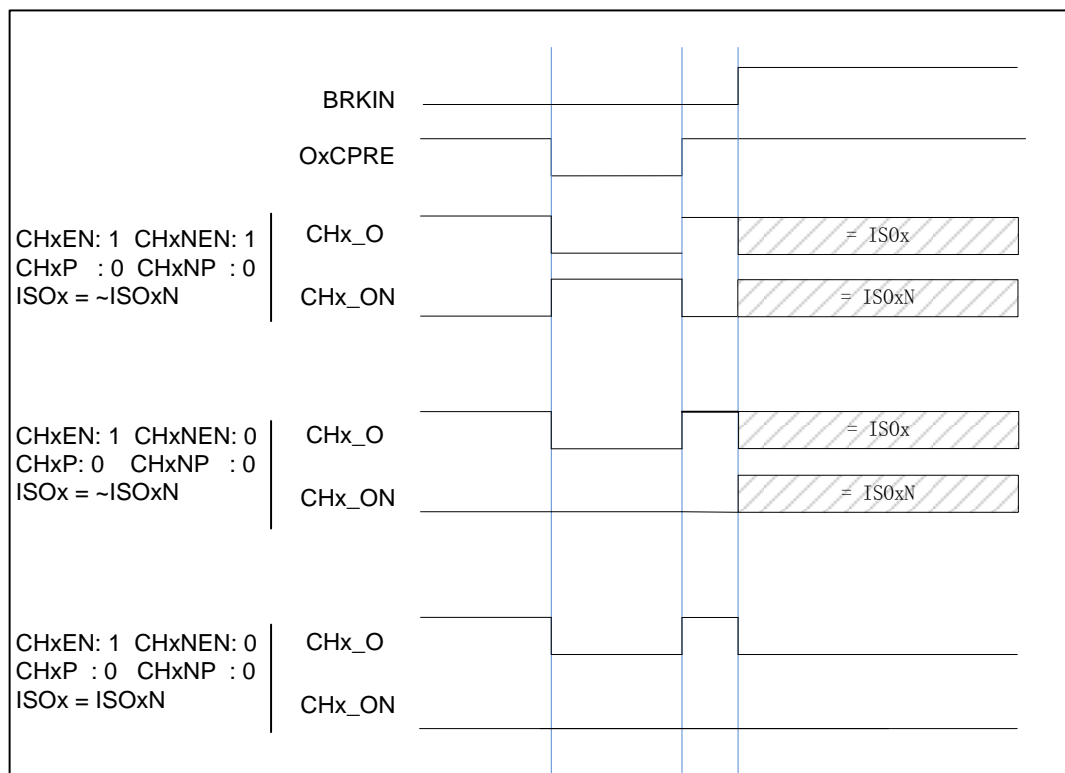 BRKIN
OxCPRE
CHxEN: 1 CHxNEN: 1
CHxP : 0 CHxNP : 0
ISOx = ~ISOxN
CHx_O
= ISOx
CHx_ON
= ISOxN
CHxEN: 1 CHxNEN: 0
CHxP: 0 CHxNP : 0
ISOx = ~ISOxN
CHx_O
= ISOx
CHx_ON
= ISOxN
CHxEN: 1 CHxNEN: 0
CHxP : 0 CHxNP : 0
ISOx = ISOxN
CHx_O
CHx_ON